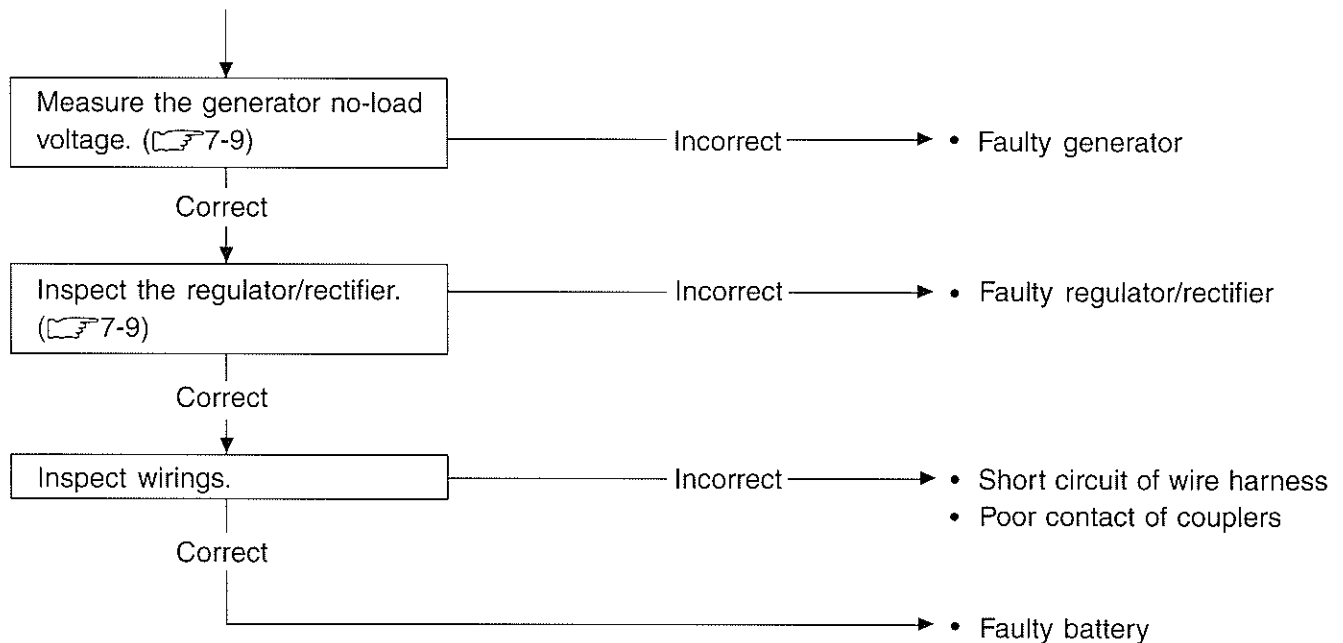 Measure the generator no-load
voltage. (☞7-9)
Incorrect
• Faulty generator
Correct
Inspect the regulator/rectifier.
(☞7-9)
Incorrect
• Faulty regulator/rectifier
Correct
Inspect wirings.
Incorrect
• Short circuit of wire harness
• Poor contact of couplers
Correct
• Faulty battery